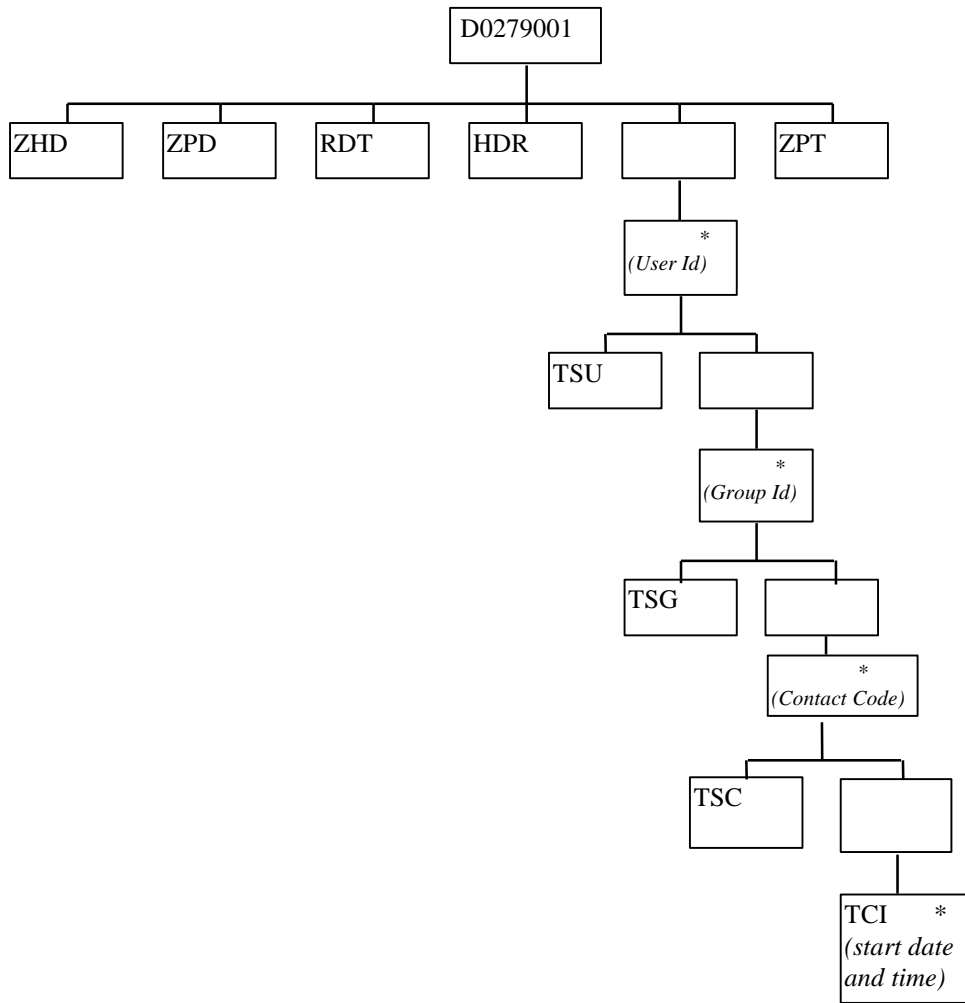 D0279001
ZHD
ZPD
RDT
HDR
ZPT
*
(User Id)
TSU
*
(Group Id)
TSG
*
(Contact Code)
TSC
TCI *
(start date
and time)